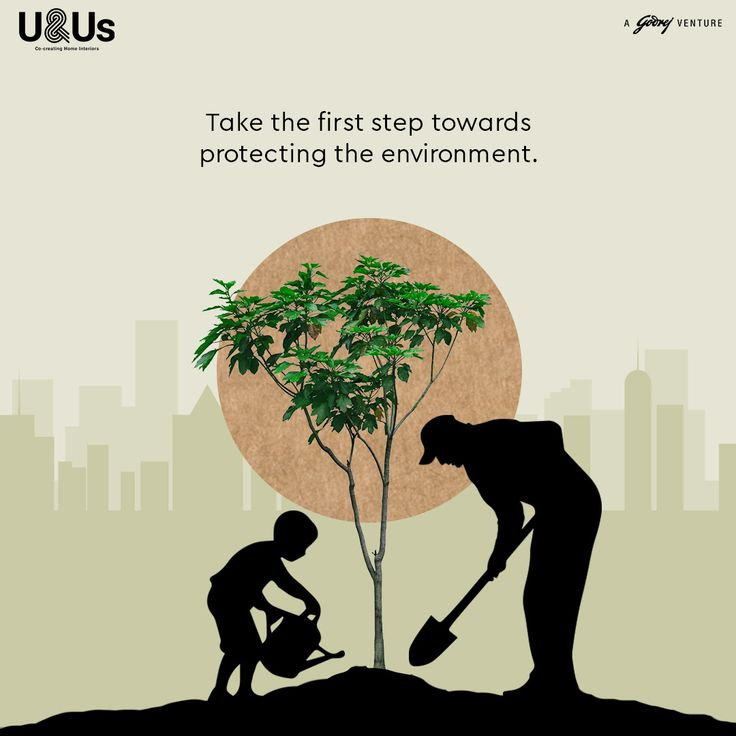 U&Us
Co-creating Home Interiors
A Godrej VENTURE
Take the first step towards
protecting the environment.